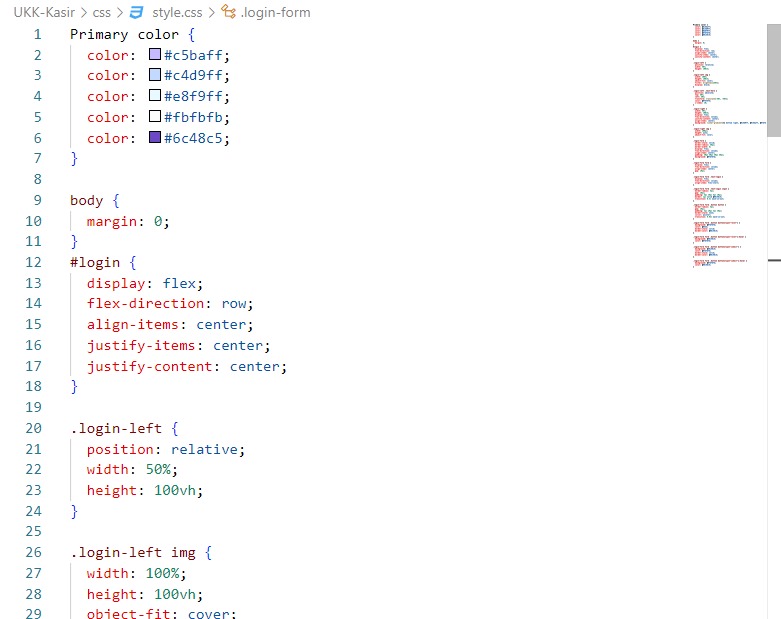 UKK-Kasir > css > style.css > .login-form
1 Primary color {
2 color: #c5baff;
3 color: #c4d9ff;
4 color: #e8f9ff;
5 color: #fbfbfb;
6 color: #6c48c5;
7 }
8
9 body {
10 margin: 0;
11 }
12 #login {
13 display: flex;
14 flex-direction: row;
15 align-items: center;
16 justify-items: center;
17 justify-content: center;
18 }
19
20 .login-left {
21 position: relative;
22 width: 50%;
23 height: 100vh;
24 }
25
26 .login-left img {
27 width: 100%;
28 height: 100vh;
29 object-fit: cover;